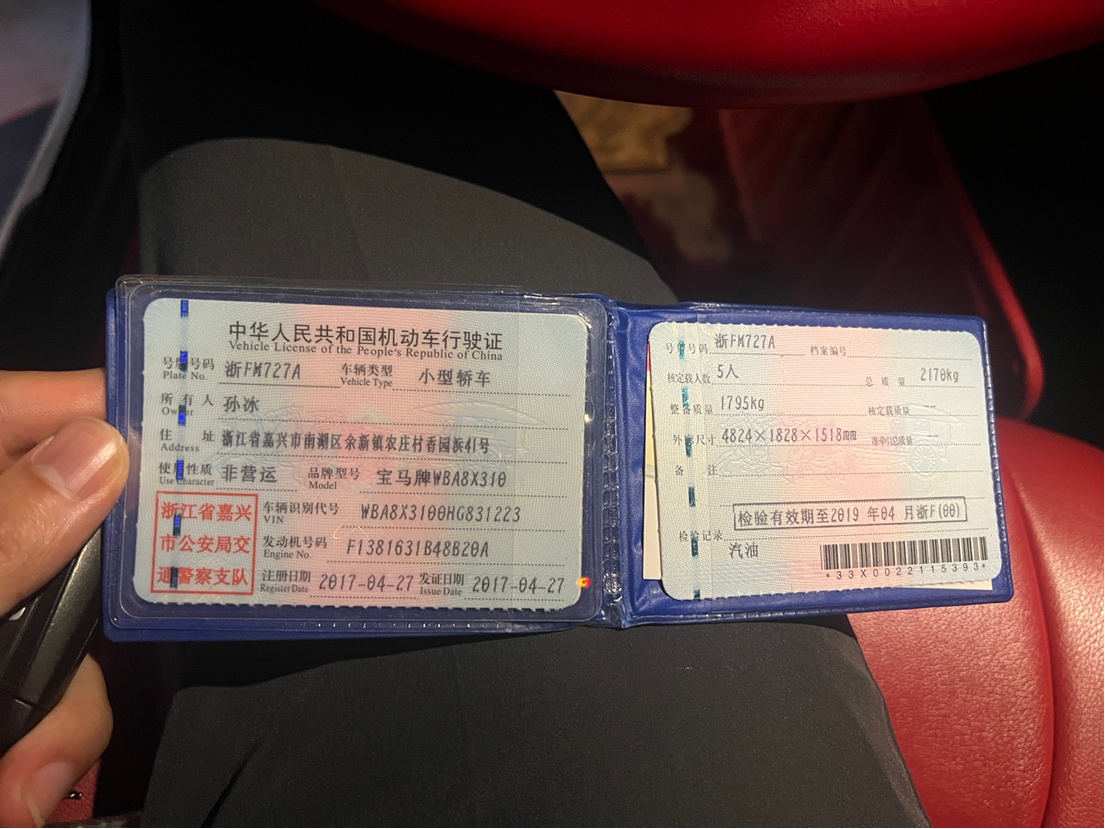 中华人民共和国机动车行驶证
Vehicle License of the People's Republic of China
号牌号码 浙FM727A 车辆类型 小型轿车
Plate No. Vehicle Type
所有人 孙冰
Owner
住址 浙江省嘉兴市南湖区余新镇农庄村香园浜41号
Address
使用性质 非营运 品牌型号 宝马牌WBA8X310
Use Character Model
浙江省嘉兴
市公安局交
通警察支队
车辆识别代号 WBA8X3100HG831223
VIN
发动机号码 F1381631B48B20A
Engine No.
注册日期 2017-04-27 发证日期 2017-04-27
Register Date Issue Date
号牌号码 浙FM727A 档案编号
核定载人数 5人 总质量 2170kg
整备质量 1795kg 核定载质量 --
外廓尺寸 4824×1828×1518mm 准牵引总质量 --
备注
检验有效期至2019年04月浙F(00)
检验记录
汽油
*33X0022115393*